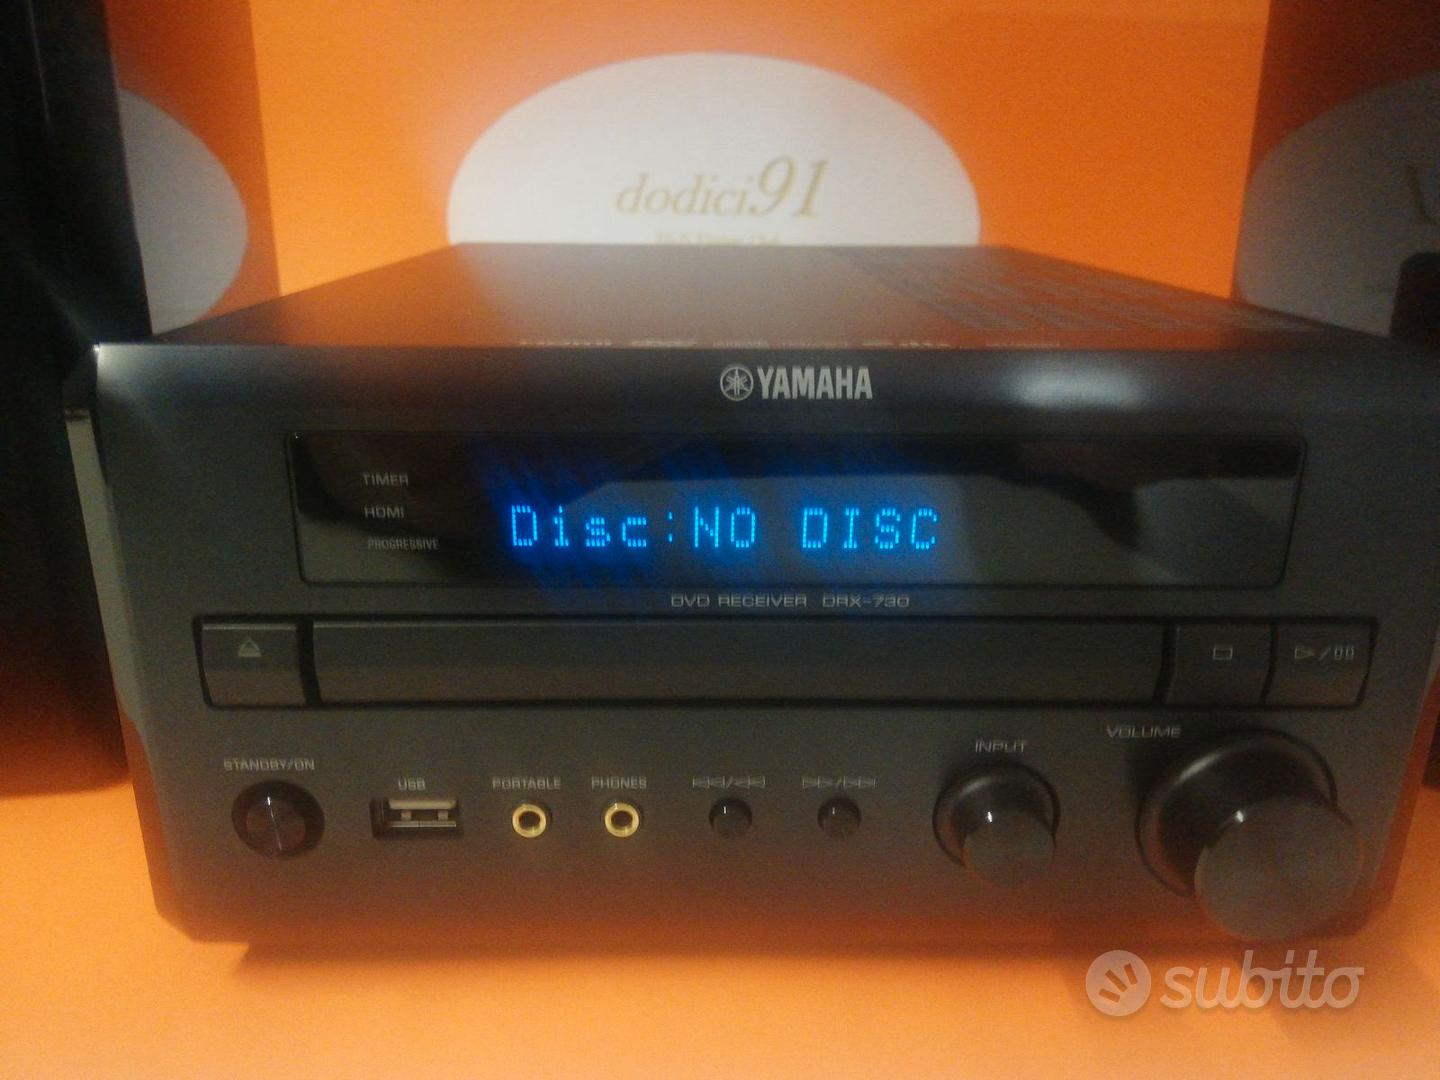 dodici91
YAMAHA
TIMER
HDMI
PROGRESSIVE
Disc:NO DISC
DVD RECEIVER DRX-730
STANDBY/ON
USB
PORTABLE
PHONES
INPUT
VOLUME
subito